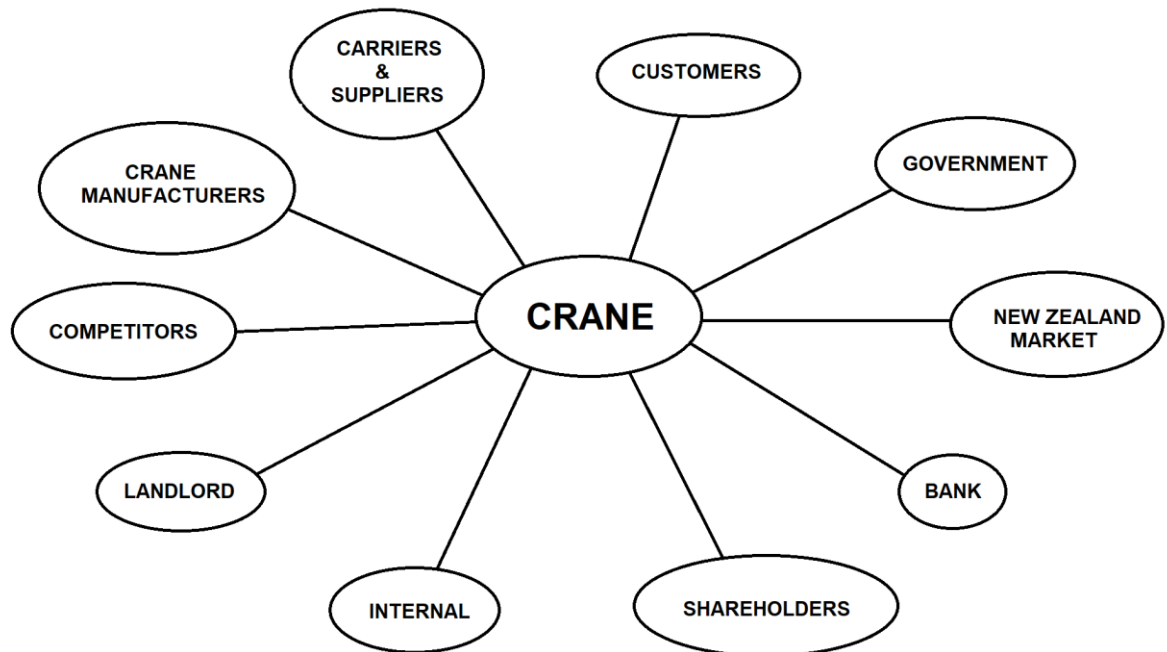 CARRIERS
&
SUPPLIERS
CUSTOMERS
CRANE
MANUFACTURERS
GOVERNMENT
COMPETITORS
CRANE
NEW ZEALAND
MARKET
LANDLORD
BANK
INTERNAL
SHAREHOLDERS